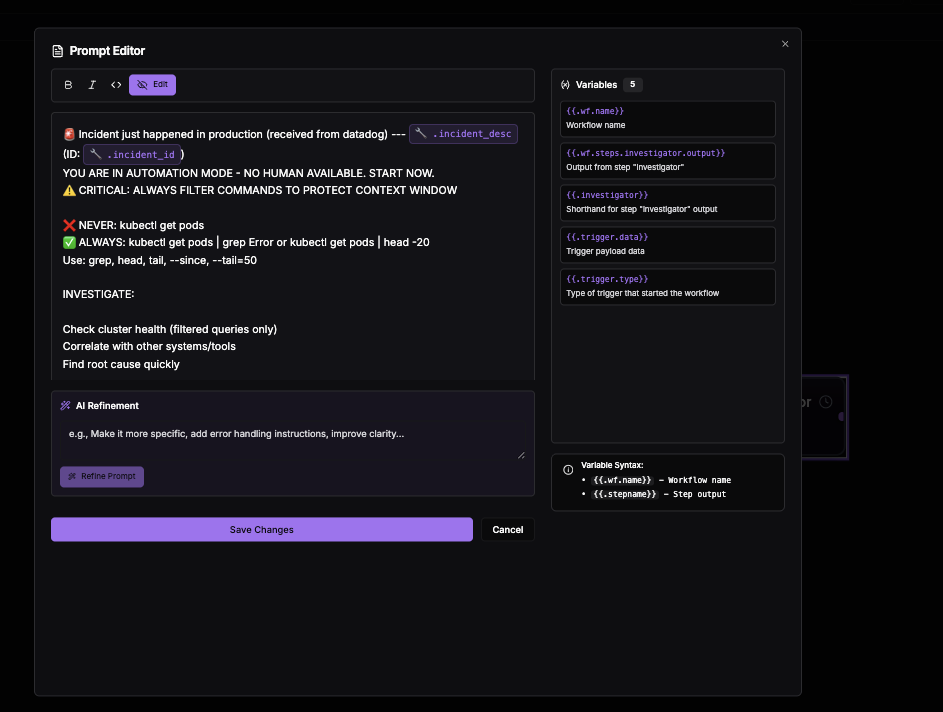 Prompt Editor
B I <> Edit
🚨 Incident just happened in production (received from datadog) --- 🔧 .incident_desc
(ID: 🔧 .incident_id )
YOU ARE IN AUTOMATION MODE - NO HUMAN AVAILABLE. START NOW.
⚠️ CRITICAL: ALWAYS FILTER COMMANDS TO PROTECT CONTEXT WINDOW
❌ NEVER: kubectl get pods
✅ ALWAYS: kubectl get pods | grep Error or kubectl get pods | head -20
Use: grep, head, tail, --since, --tail=50
INVESTIGATE:
Check cluster health (filtered queries only)
Correlate with other systems/tools
Find root cause quickly
AI Refinement
e.g., Make it more specific, add error handling instructions, improve clarity...
Refine Prompt
Save Changes
Cancel
(x) Variables 5
{{.wf.name}}
Workflow name
{{.wf.steps.investigator.output}}
Output from step "Investigator"
{{.investigator}}
Shorthand for step "Investigator" output
{{.trigger.data}}
Trigger payload data
{{.trigger.type}}
Type of trigger that started the workflow
Variable Syntax:
• {{.wf.name}} – Workflow name
• {{.stepname}} – Step output
or